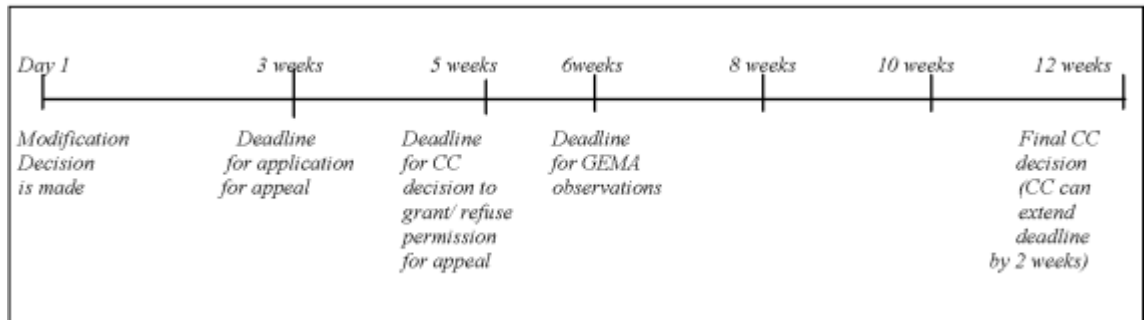 Day 1 3 weeks 5 weeks 6weeks 8 weeks 10 weeks 12 weeks
Modification
Decision
is made
Deadline
for application
for appeal
Deadline
for CC
decision to
grant/ refuse
permission
for appeal
Deadline
for GEMA
observations
Final CC
decision
(CC can
extend
deadline
by 2 weeks)